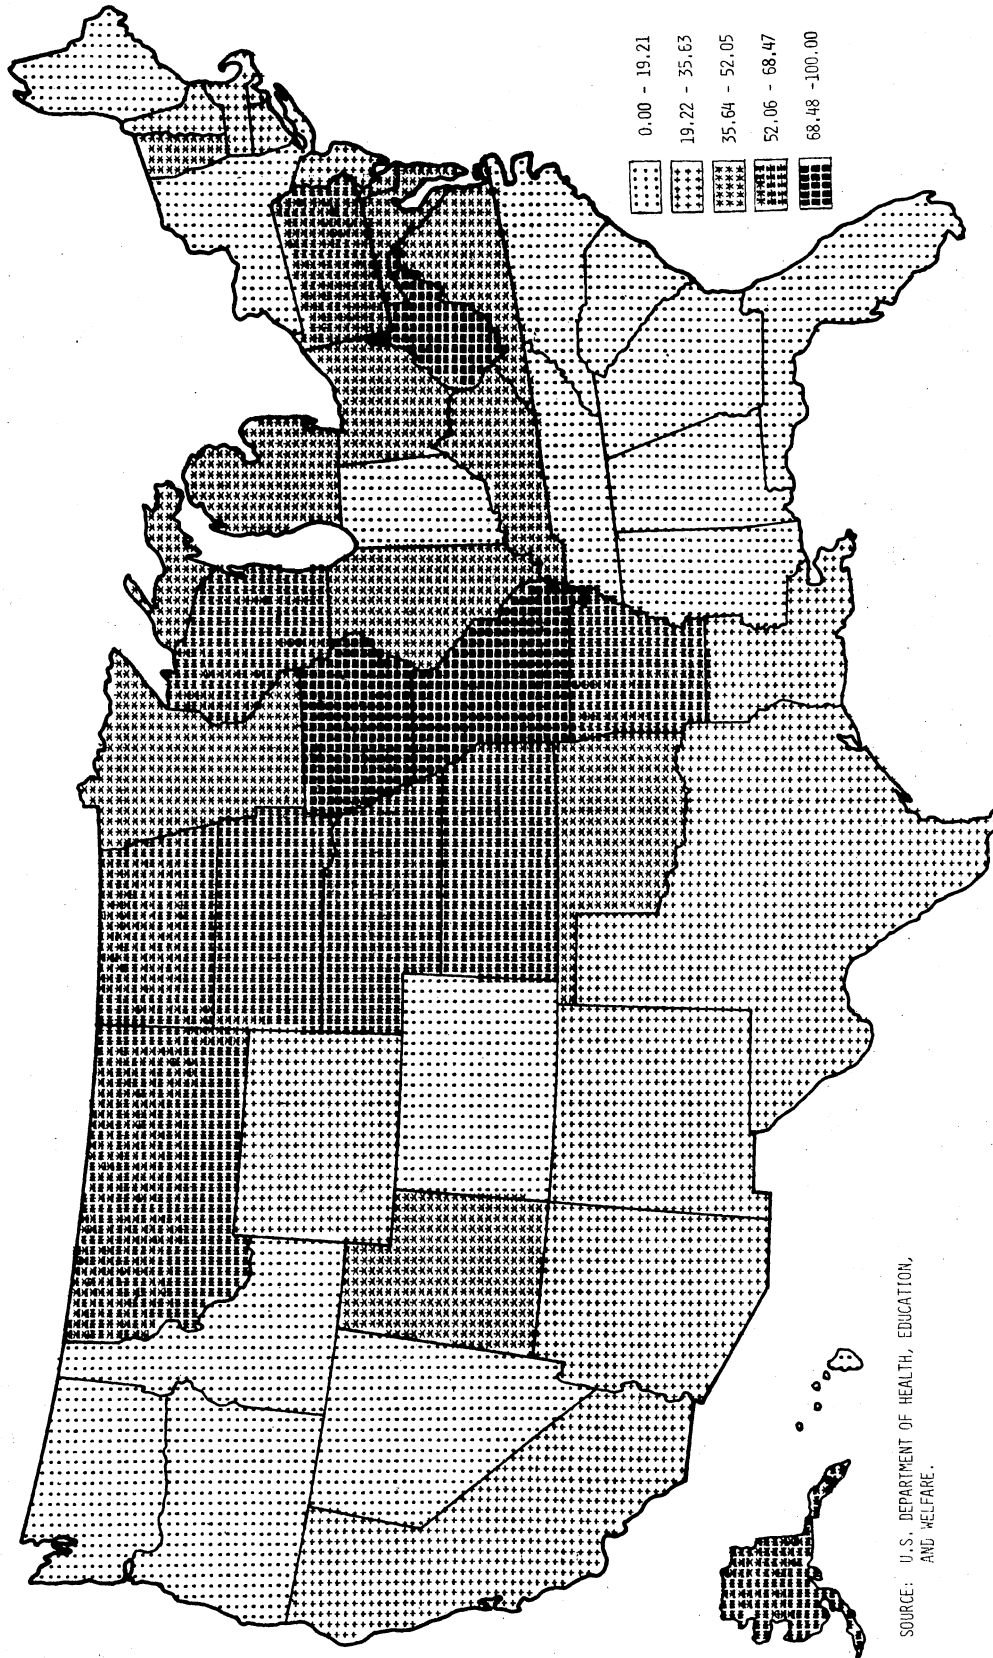 0.00 - 19.21
19.22 - 35.63
35.64 - 52.05
52.06 - 68.47
68.48 -100.00
SOURCE: U.S. DEPARTMENT OF HEALTH, EDUCATION,
AND WELFARE.